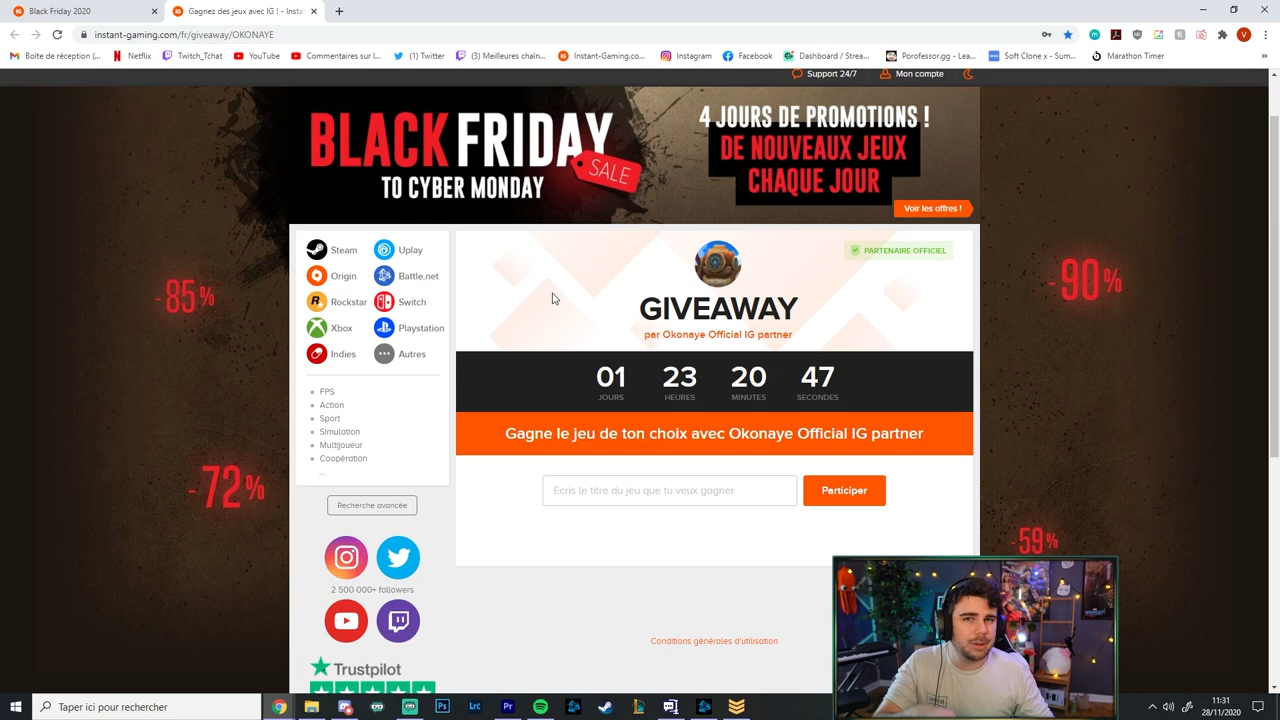 Black Friday 2020
Gagnez des jeux avec IG ! - Insta
instant-gaming.com/fr/giveaway/OKONAYE
V
Boîte de réception (...
Netflix
Twitch_Tchat
YouTube
Commentaires sur l...
(1) Twitter
(3) Meilleures chaîn...
Instant-Gaming.co...
Instagram
Facebook
Dashboard / Strea...
Porofessor.gg - Lea...
Soft Clone x - Sum...
Marathon Timer
Support 24/7
Mon compte
BLACK FRIDAY
SALE
TO CYBER MONDAY
4 JOURS DE PROMOTIONS !
DE NOUVEAUX JEUX
CHAQUE JOUR
Voir les offres !
Steam
Uplay
Origin
Battle.net
Rockstar
Switch
Xbox
Playstation
Indies
Autres
FPS
Action
Sport
Simulation
Multijoueur
Coopération
...
Recherche avancée
2 500 000+ followers
Trustpilot
PARTENAIRE OFFICIEL
GIVEAWAY
par Okonaye Official IG partner
01 23 20 47
JOURS HEURES MINUTES SECONDES
Gagne le jeu de ton choix avec Okonaye Official IG partner
Ecris le titre du jeu que tu veux gagner
Participer
Conditions générales d'utilisation
-85%
-90%
-72%
-59%
Taper ici pour rechercher
11:31
28/11/2020